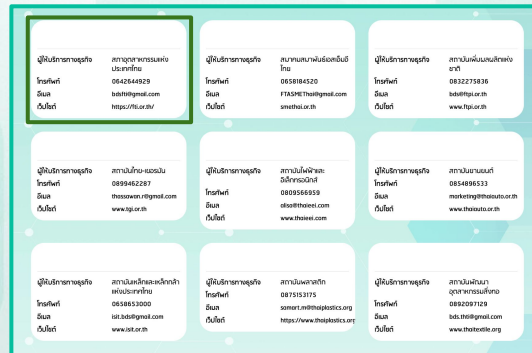 ผู้ให้บริการทางธุรกิจ สภาอุตสาหกรรมแห่งประเทศไทย
โทรศัพท์ 0642644929
อีเมล bdsfti@gmail.com
เว็บไซต์ https://fti.or.th/
ผู้ให้บริการทางธุรกิจ สมาคมสมาพันธ์เอสเอ็มอีไทย
โทรศัพท์ 0658184520
อีเมล FTASMEThai@gmail.com
เว็บไซต์ smethai.or.th
ผู้ให้บริการทางธุรกิจ สถาบันเพิ่มผลผลิตแห่งชาติ
โทรศัพท์ 0832275836
อีเมล bds@ftpi.or.th
เว็บไซต์ www.ftpi.or.th
ผู้ให้บริการทางธุรกิจ สถาบันไทย-เยอรมัน
โทรศัพท์ 0899462287
อีเมล thassawan.r@gmail.com
เว็บไซต์ www.tgi.or.th
ผู้ให้บริการทางธุรกิจ สถาบันไฟฟ้าและอิเล็กทรอนิกส์
โทรศัพท์ 0809566959
อีเมล alisa@thaieei.com
เว็บไซต์ www.thaieei.com
ผู้ให้บริการทางธุรกิจ สถาบันยานยนต์
โทรศัพท์ 0854896533
อีเมล marketing@thaiauto.or.th
เว็บไซต์ www.thaiauto.or.th
ผู้ให้บริการทางธุรกิจ สถาบันเหล็กและเหล็กกล้าแห่งประเทศไทย
โทรศัพท์ 0658653000
อีเมล isit.bds@gmail.com
เว็บไซต์ www.isit.or.th
ผู้ให้บริการทางธุรกิจ สถาบันพลาสติก
โทรศัพท์ 0875153175
อีเมล samart.m@thaiplastics.org
เว็บไซต์ https://www.thaiplastics.org
ผู้ให้บริการทางธุรกิจ สถาบันพัฒนาอุตสาหกรรมสิ่งทอ
โทรศัพท์ 0892097129
อีเมล bds.thti@gmail.com
เว็บไซต์ www.thaitextile.org